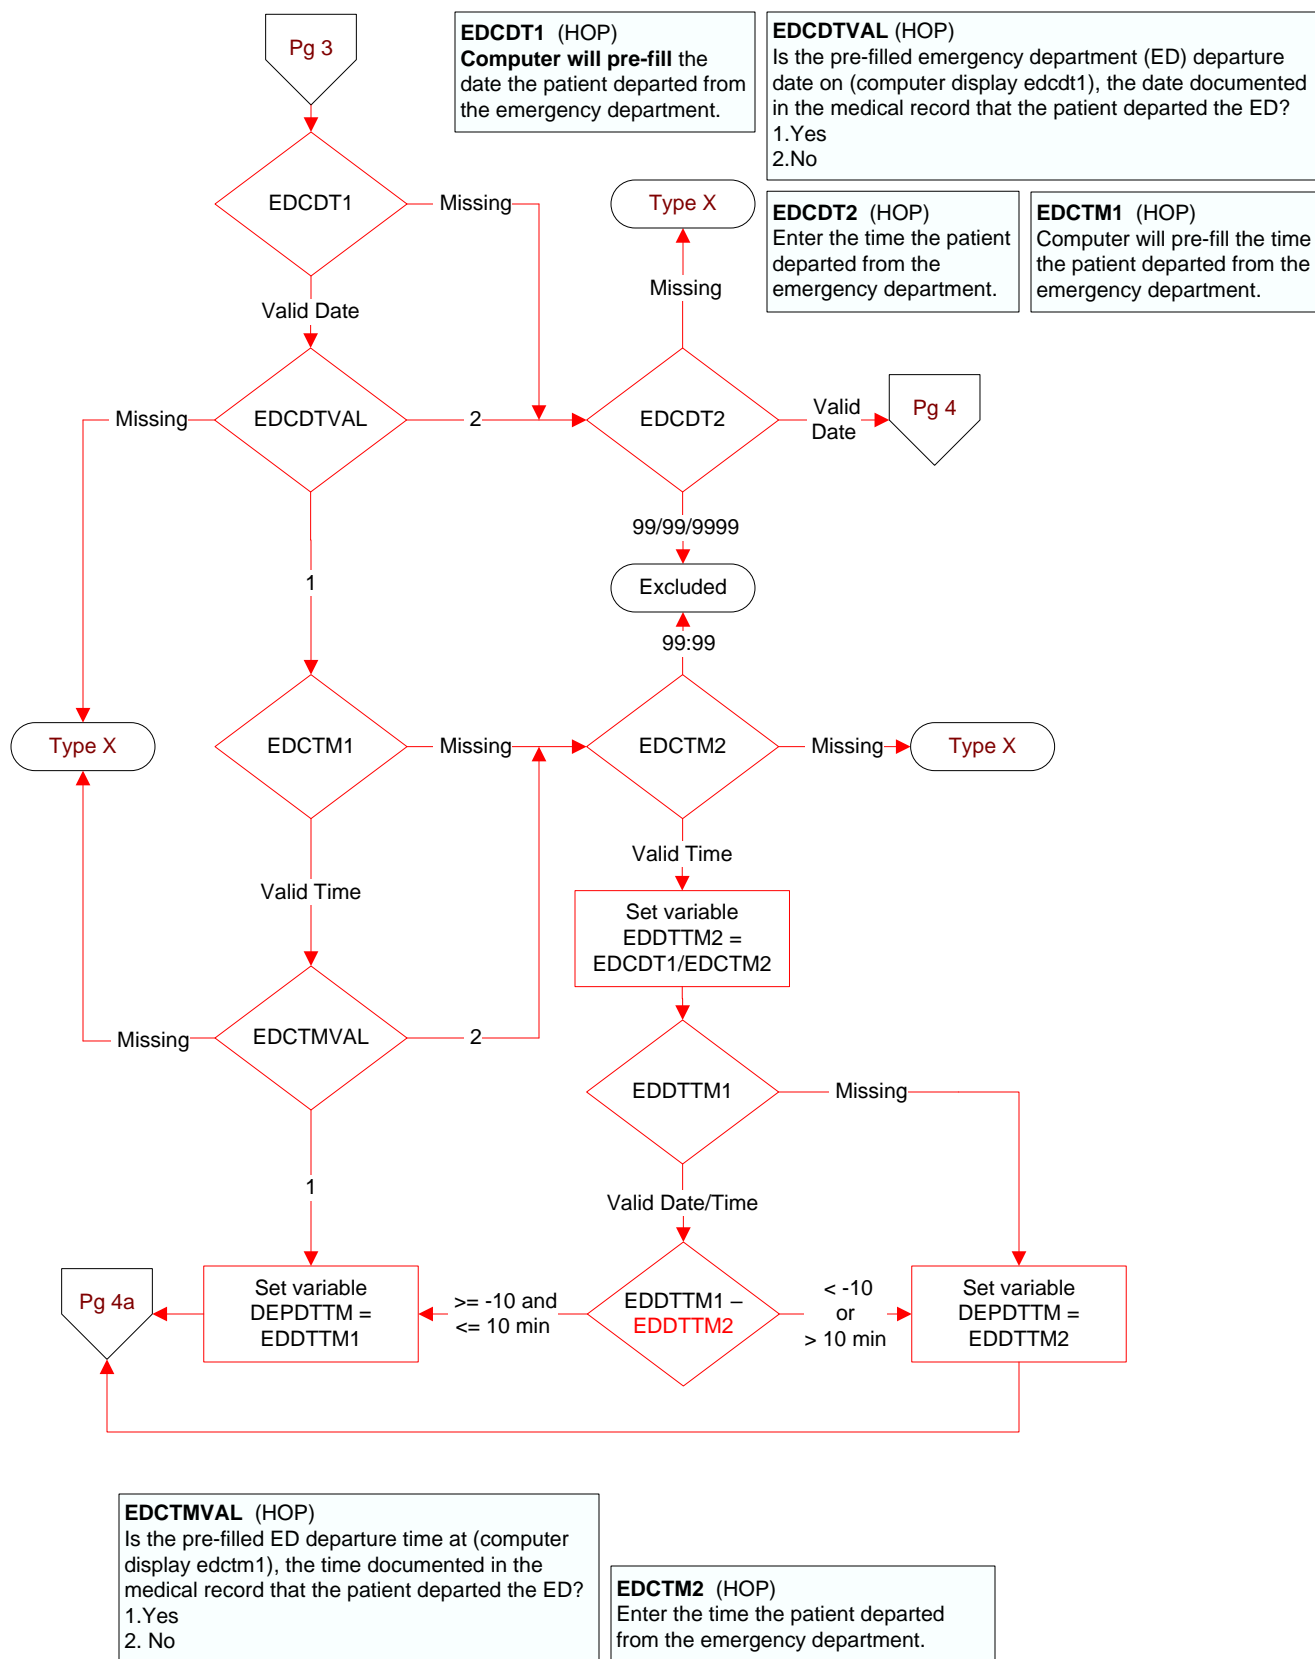 Pg 3
EDCDT1 (HOP)
Computer will pre-fill the
date the patient departed from
the emergency department.
EDCDTVAL (HOP)
Is the pre-filled emergency department (ED) departure
date on (computer display edcdt1), the date documented
in the medical record that the patient departed the ED?
1.Yes
2.No
EDCDT1
Missing
Type X
EDCDT2 (HOP)
Enter the time the patient
departed from the
emergency department.
EDCTM1 (HOP)
Computer will pre-fill the time
the patient departed from the
emergency department.
Missing
Valid Date
Missing
EDCDTVAL
2
EDCDT2
Valid
Date
Pg 4
99/99/9999
1
Excluded
99:99
Type X
EDCTM1
Missing
EDCTM2
Missing
Type X
Valid Time
Valid Time
Set variable
EDDTTM2 =
EDCDT1/EDCTM2
Missing
EDCTMVAL
2
EDDTTM1
Missing
1
Valid Date/Time
Pg 4a
Set variable
DEPDTTM =
EDDTTM1
>= -10 and
<= 10 min
EDDTTM1 –
EDDTTM2
< -10
or
> 10 min
Set variable
DEPDTTM =
EDDTTM2
EDCTMVAL (HOP)
Is the pre-filled ED departure time at (computer
display edctm1), the time documented in the
medical record that the patient departed the ED?
1.Yes
2. No
EDCTM2 (HOP)
Enter the time the patient departed
from the emergency department.